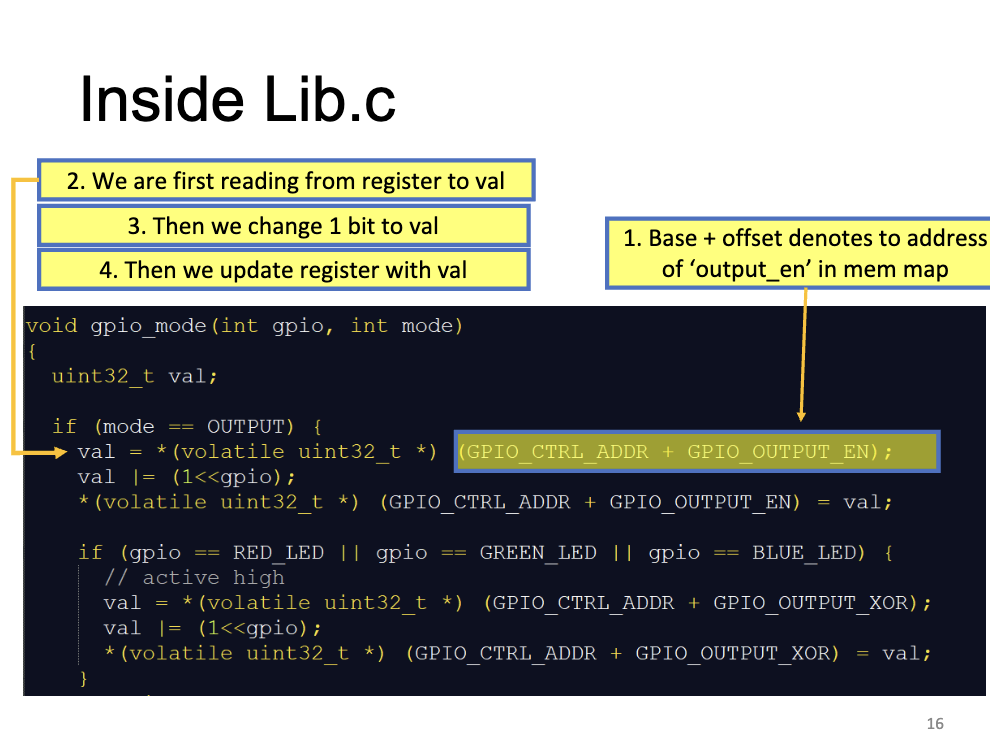 Inside Lib.c
2. We are first reading from register to val
3. Then we change 1 bit to val
4. Then we update register with val
1. Base + offset denotes to address
of ‘output_en’ in mem map
void gpio_mode(int gpio, int mode)
{
  uint32_t val;
  if (mode == OUTPUT) {
    val = *(volatile uint32_t *) (GPIO_CTRL_ADDR + GPIO_OUTPUT_EN);
    val |= (1<<gpio);
    *(volatile uint32_t *) (GPIO_CTRL_ADDR + GPIO_OUTPUT_EN) = val;
    if (gpio == RED_LED || gpio == GREEN_LED || gpio == BLUE_LED) {
      // active high
      val = *(volatile uint32_t *) (GPIO_CTRL_ADDR + GPIO_OUTPUT_XOR);
      val |= (1<<gpio);
      *(volatile uint32_t *) (GPIO_CTRL_ADDR + GPIO_OUTPUT_XOR) = val;
    }
16